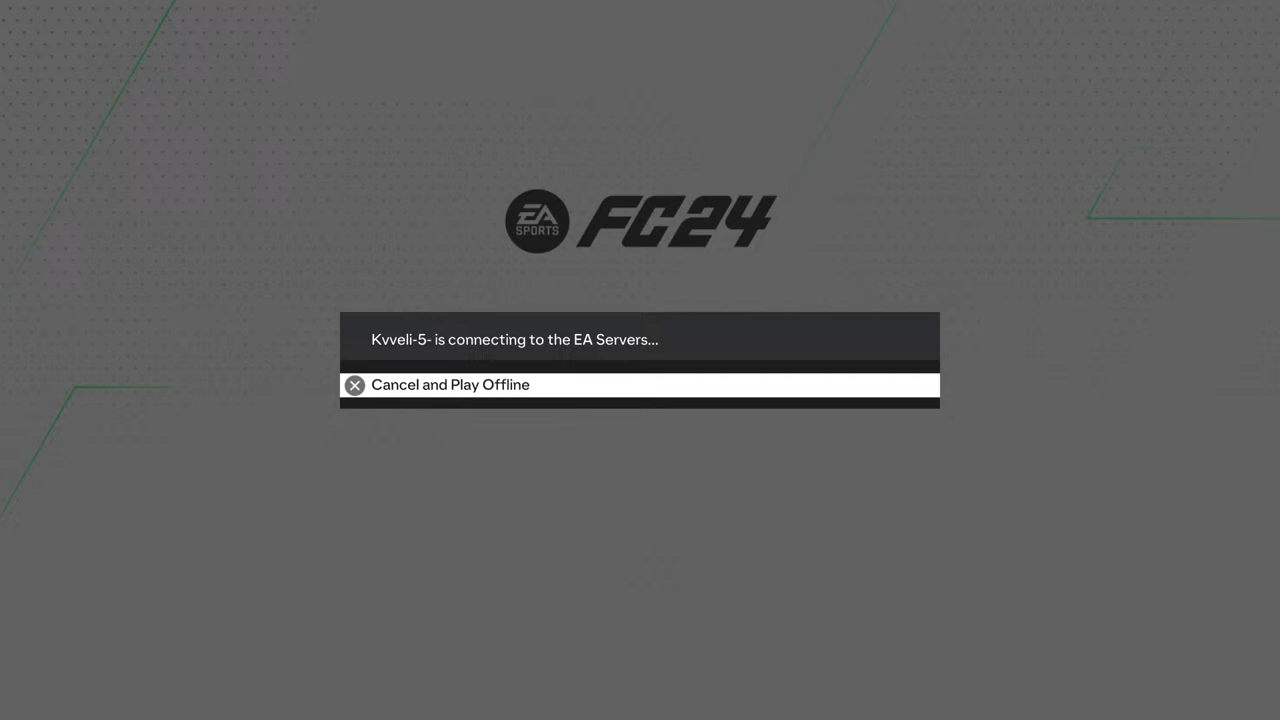 EA
SPORTS
FC24
Kvveli-5- is connecting to the EA Servers...
Cancel and Play Offline